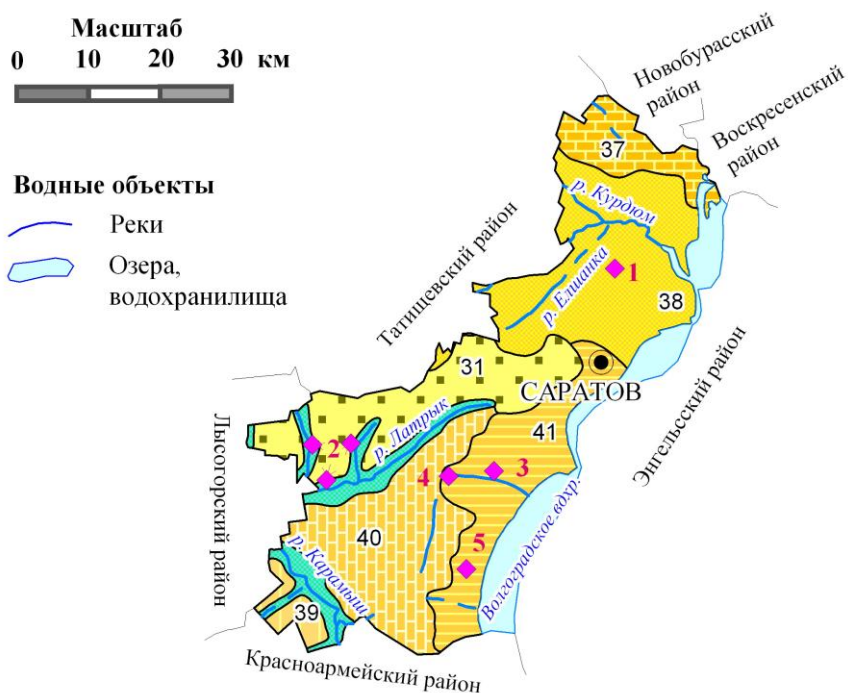 Масштаб
0 10 20 30 км
Водные объекты
Реки
Озера,
водохранилища
Новобурасский
район
Воскресенский
район
37
р. Курдюм
Татищевский район
р. Елшанка
1
38
31
САРАТОВ
Энгельсский район
41
Лысогорский район
2
р. Латрык
4
3
40
5
Волгоградское вдхр.
р. Карамыш
39
Красноармейский район